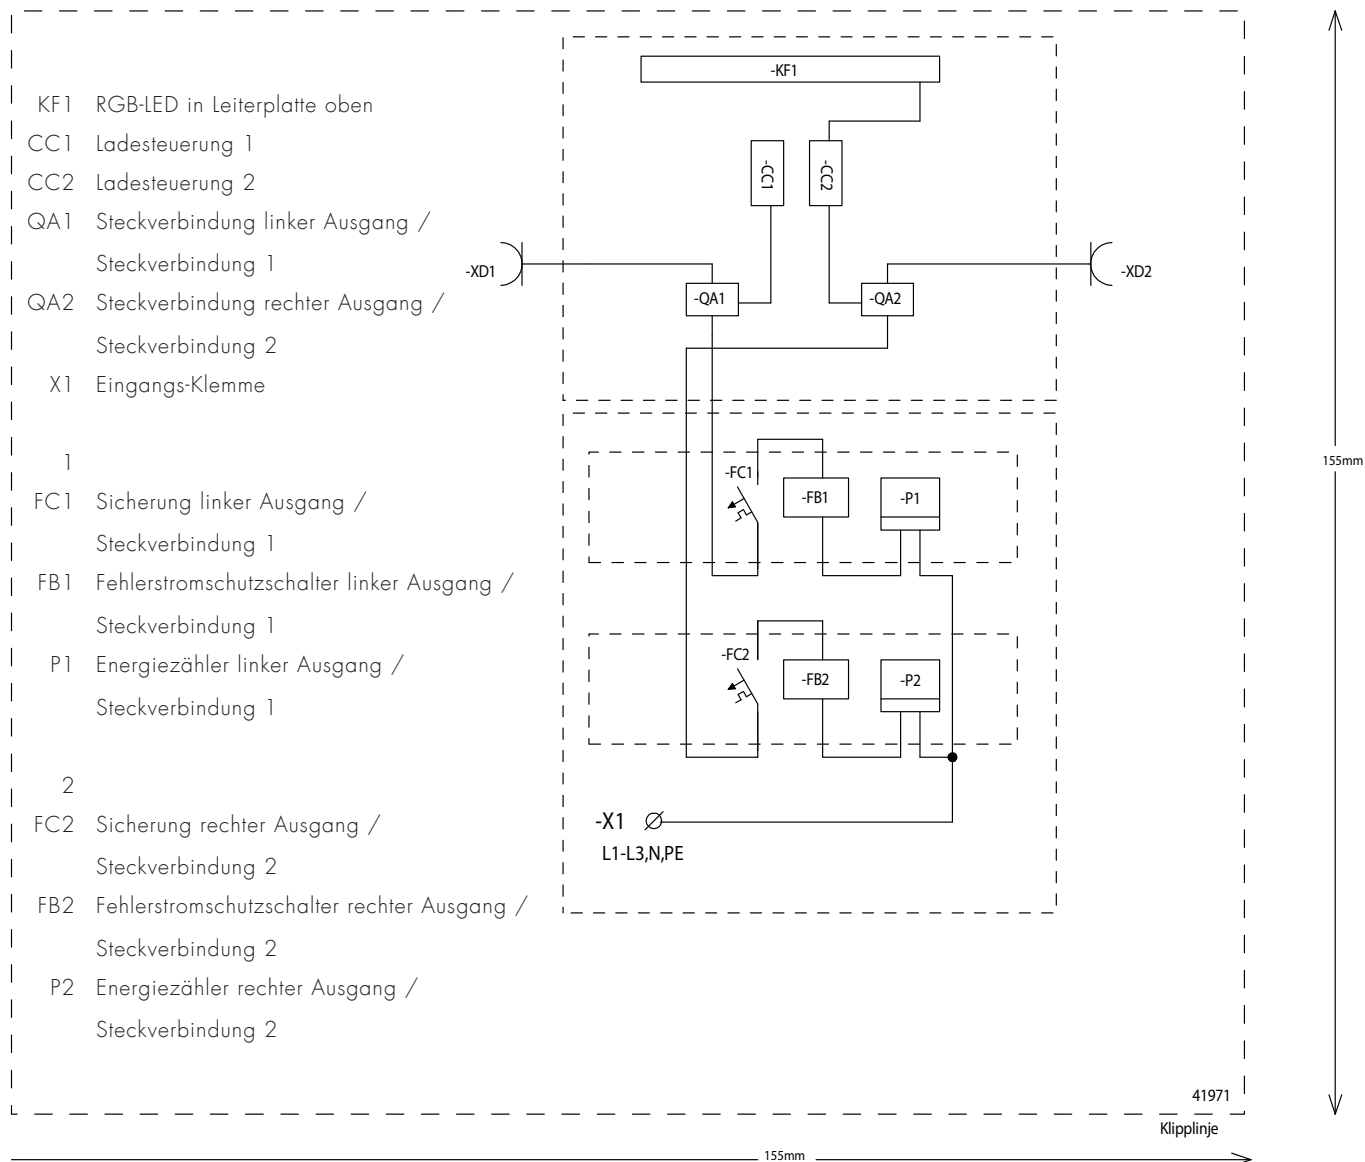 KF1 RGB-LED in Leiterplatte oben
CC1 Ladesteuerung 1
CC2 Ladesteuerung 2
QA1 Steckverbindung linker Ausgang /
Steckverbindung 1
QA2 Steckverbindung rechter Ausgang /
Steckverbindung 2
X1 Eingangs-Klemme
1
FC1 Sicherung linker Ausgang /
Steckverbindung 1
FB1 Fehlerstromschutzschalter linker Ausgang /
Steckverbindung 1
P1 Energiezähler linker Ausgang /
Steckverbindung 1
2
FC2 Sicherung rechter Ausgang /
Steckverbindung 2
FB2 Fehlerstromschutzschalter rechter Ausgang /
Steckverbindung 2
P2 Energiezähler rechter Ausgang /
Steckverbindung 2
-KF1
-CC1
-CC2
-XD1
-XD2
-QA1
-QA2
-FC1
-FB1
-P1
-FC2
-FB2
-P2
-X1
L1-L3,N,PE
41971
Klipplinje
155mm
155mm